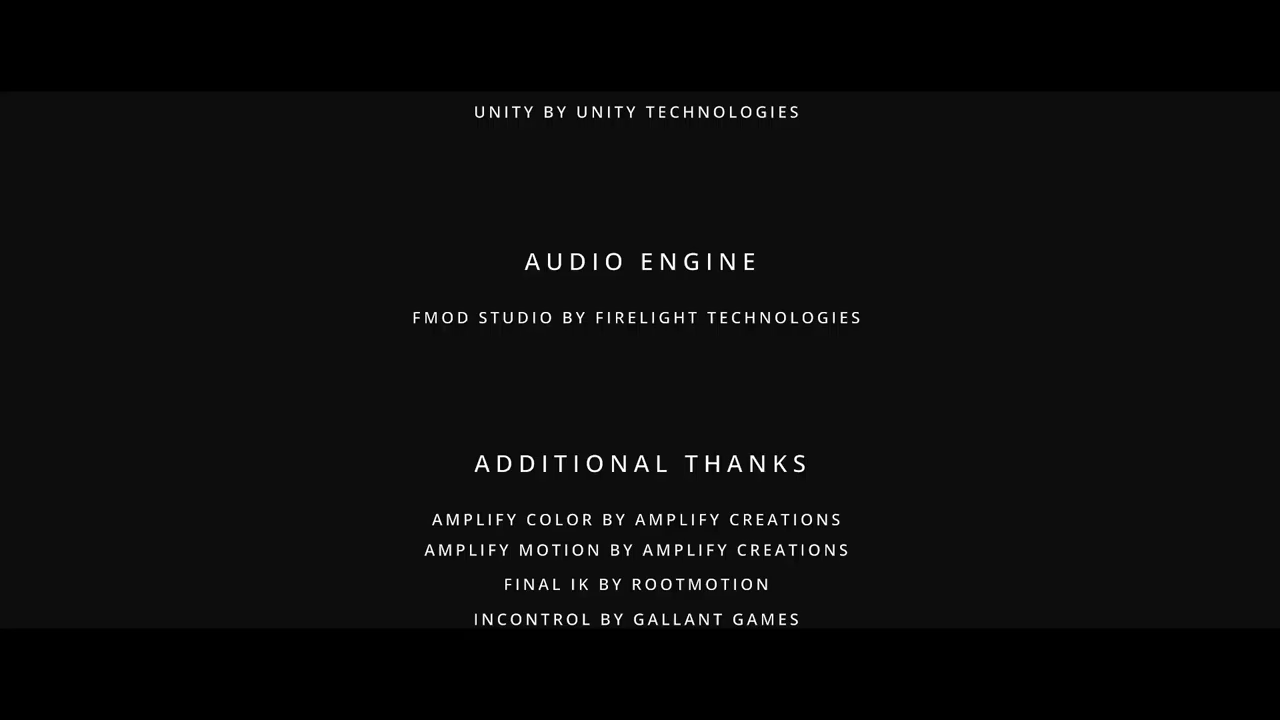 UNITY BY UNITY TECHNOLOGIES
AUDIO ENGINE
FMOD STUDIO BY FIRELIGHT TECHNOLOGIES
ADDITIONAL THANKS
AMPLIFY COLOR BY AMPLIFY CREATIONS
AMPLIFY MOTION BY AMPLIFY CREATIONS
FINAL IK BY ROOTMOTION
INCONTROL BY GALLANT GAMES